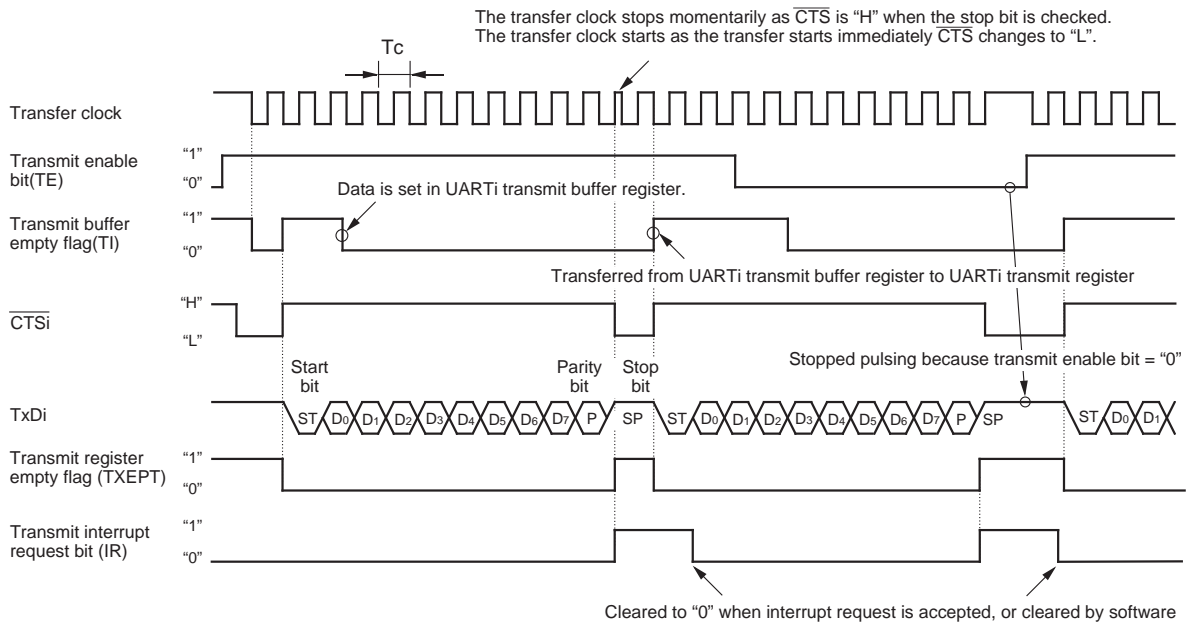 The transfer clock stops momentarily as CTS is “H” when the stop bit is checked.
The transfer clock starts as the transfer starts immediately CTS changes to “L”.
Tc
Transfer clock
Transmit enable
bit(TE)
“1”
“0”
Data is set in UARTi transmit buffer register.
Transmit buffer
empty flag(TI)
“1”
“0”
Transferred from UARTi transmit buffer register to UARTi transmit register
CTSi
“H”
“L”
Stopped pulsing because transmit enable bit = “0”
Start
bit
Parity
bit
Stop
bit
TxDi
ST D0 D1 D2 D3 D4 D5 D6 D7 P SP ST D0 D1 D2 D3 D4 D5 D6 D7 P SP ST D0 D1
Transmit register
empty flag (TXEPT)
“1”
“0”
Transmit interrupt
request bit (IR)
“1”
“0”
Cleared to “0” when interrupt request is accepted, or cleared by software